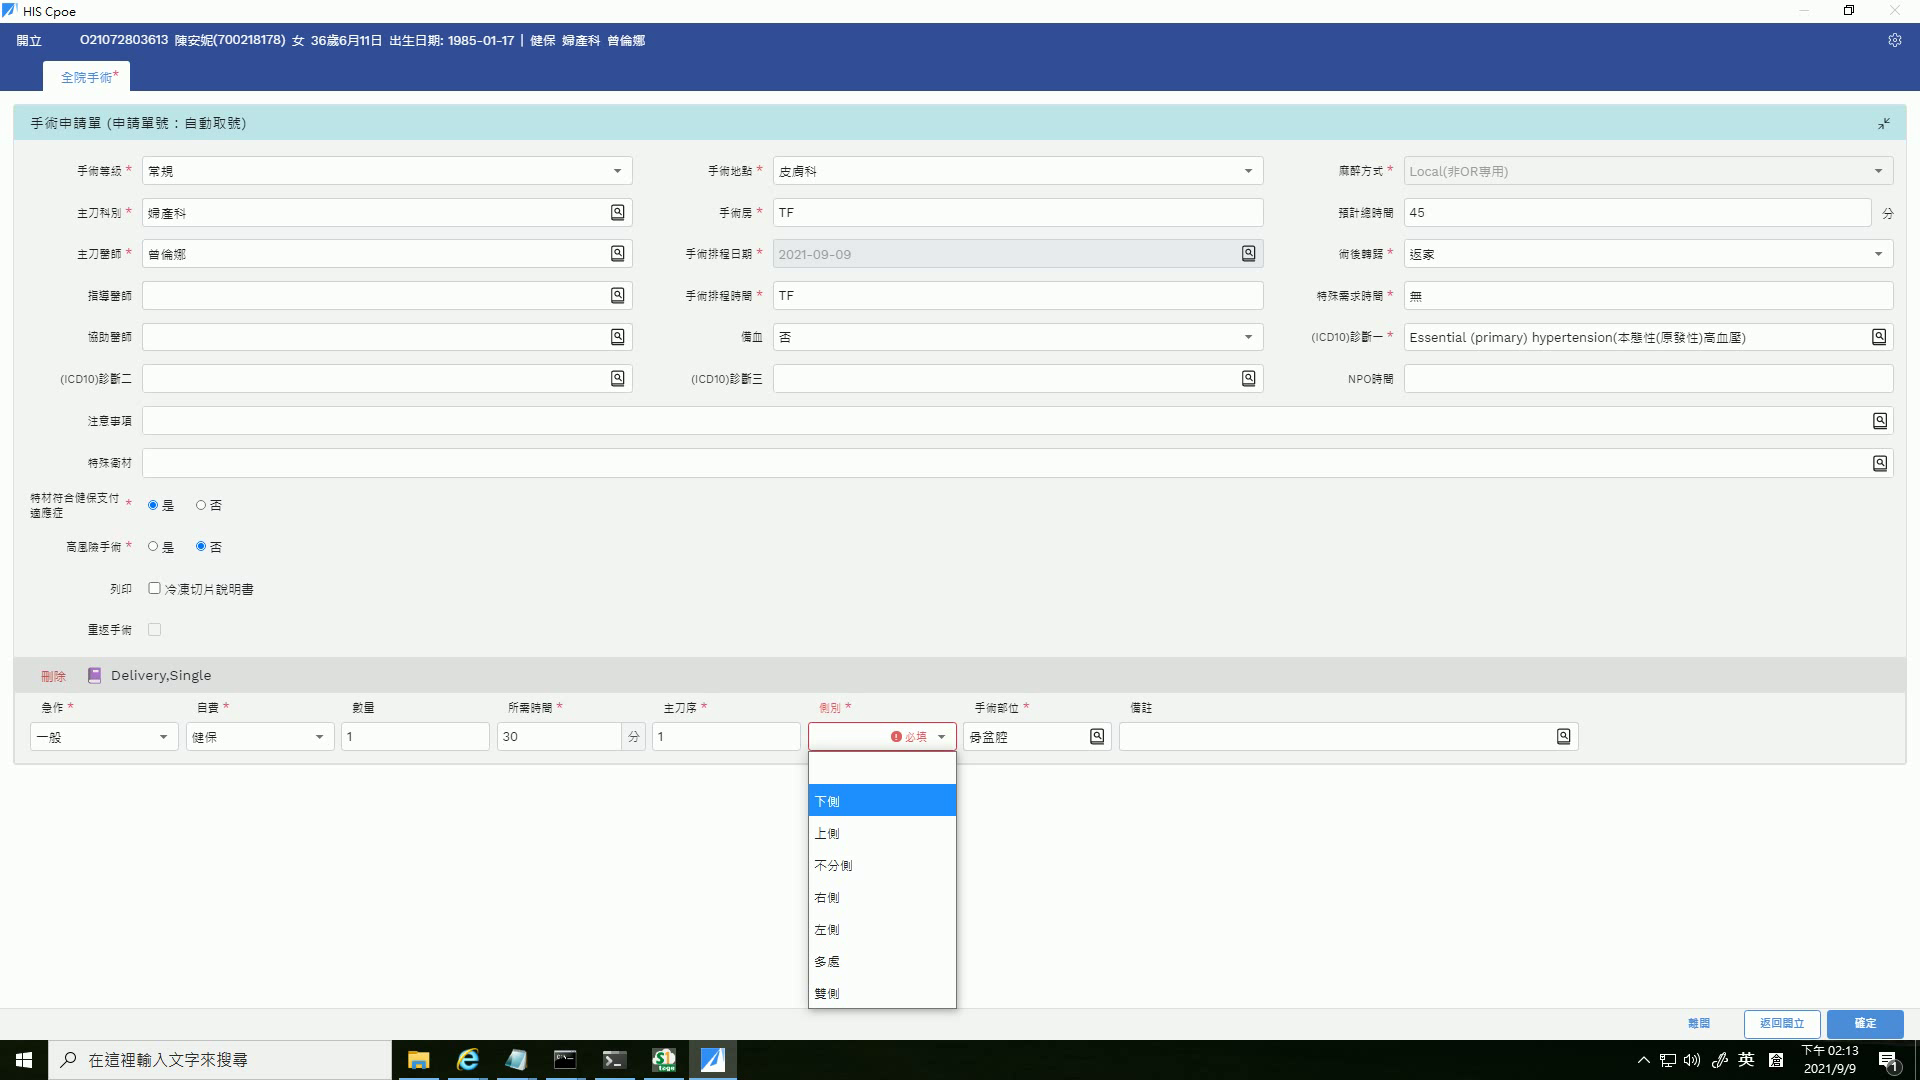 HIS Cpoe
開立 O21072803613 陳安妮(700218178) 女 36歲6月11日 出生日期: 1985-01-17 | 健保 婦產科 曾倫娜
全院手術*
手術申請單 (申請單號：自動取號)
手術等級 * 常規 手術地點 * 皮膚科 麻醉方式 * Local(非OR專用)
主刀科別 * 婦產科 手術房 * TF 預計總時間 45 分
主刀醫師 * 曾倫娜 手術排程日期 * 2021-09-09 術後轉歸 * 返家
指導醫師 手術排程時間 * TF 特殊需求時間 * 無
協助醫師 備血 否 (ICD10)診斷一 * Essential (primary) hypertension(本態性(原發性)高血壓)
(ICD10)診斷二 (ICD10)診斷三 NPO時間
注意事項
特殊衛材
特材符合健保支付
適應症 * 是 否
高風險手術 * 是 否
列印 冷凍切片說明書
重返手術
刪除 Delivery,Single
急作 * 自費 * 數量 所需時間 * 主刀序 * 側別 * 手術部位 * 備註
一般 健保 1 30 分 1 必填 骨盆腔
下側
上側
不分側
右側
左側
多處
雙側
離開 返回開立 確定
在這裡輸入文字來搜尋 英 下午 02:13
2021/9/9 1